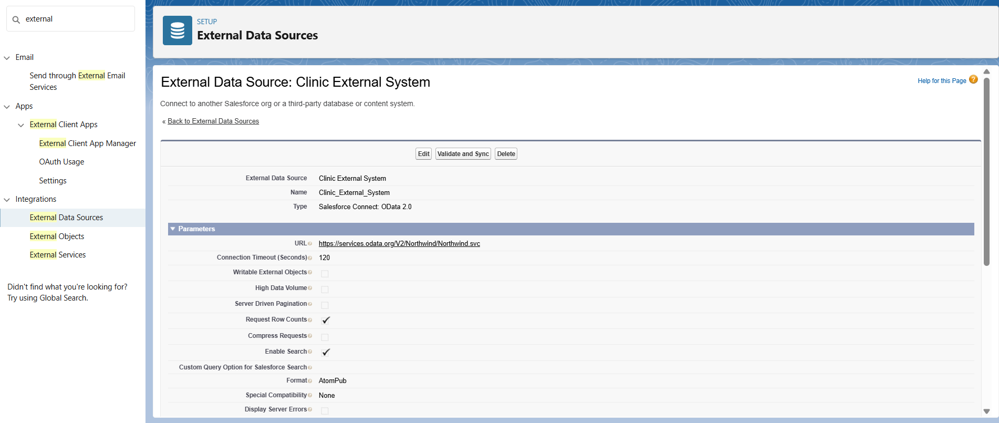 external
Email
Send through External Email
Services
Apps
External Client Apps
External Client App Manager
OAuth Usage
Settings
Integrations
External Data Sources
External Objects
External Services
Didn't find what you're looking for?
Try using Global Search.
SETUP
External Data Sources
External Data Source: Clinic External System
Help for this Page ?
Connect to another Salesforce org or a third-party database or content system.
« Back to External Data Sources
Edit Validate and Sync Delete
External Data Source Clinic External System
Name Clinic_External_System
Type Salesforce Connect: OData 2.0
Parameters
URL ? https://services.odata.org/V2/Northwind/Northwind.svc
Connection Timeout (Seconds) ? 120
Writable External Objects ?
High Data Volume ?
Server Driven Pagination ?
Request Row Counts ?
Compress Requests ?
Enable Search ?
Custom Query Option for Salesforce Search ?
Format ? AtomPub
Special Compatibility ? None
Display Server Errors ?